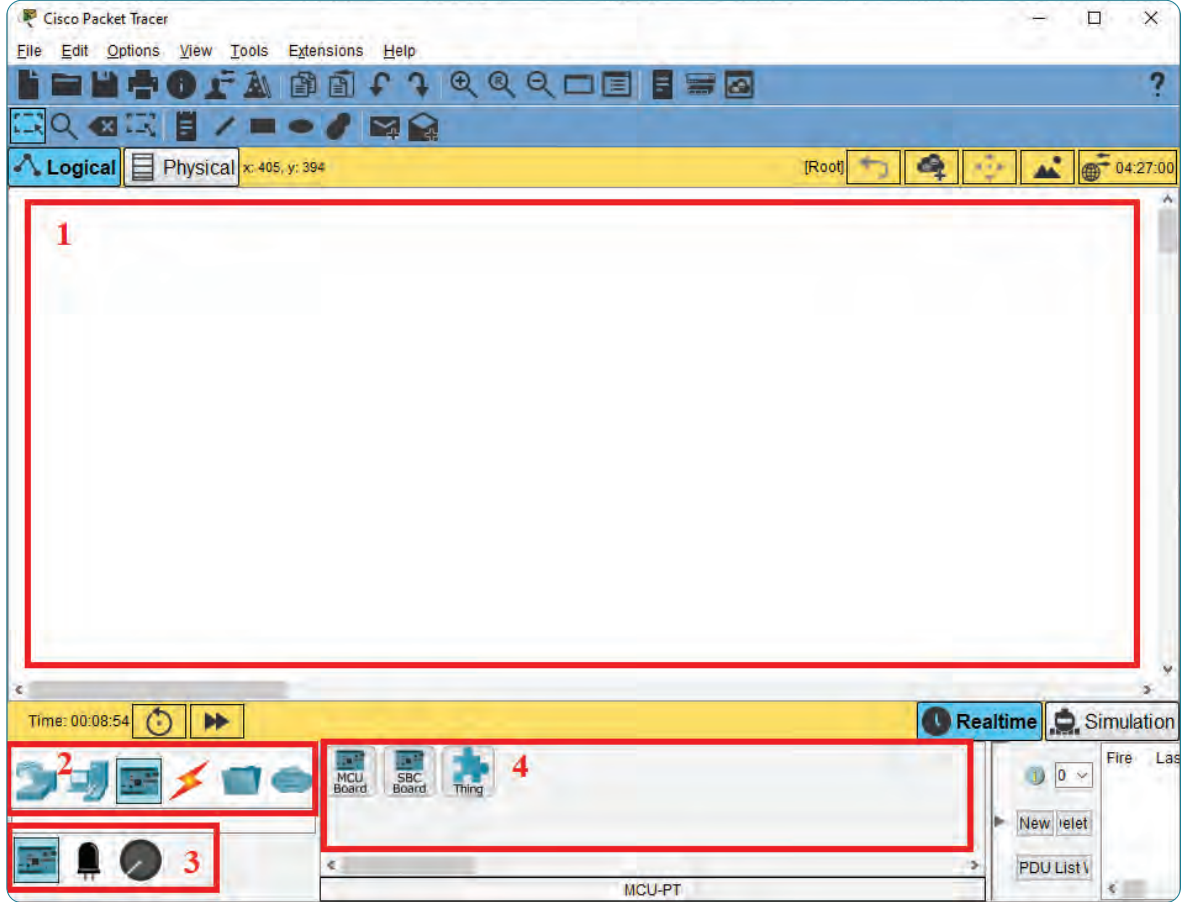 Cisco Packet Tracer
File Edit Options View Tools Extensions Help
?
Logical Physical x: 405, y: 394 [Root] 04:27:00
1
Time: 00:08:54 Realtime Simulation
2
MCU Board
SBC Board
Thing
4
3
0
Fire Las
New elet
PDU List
MCU-PT